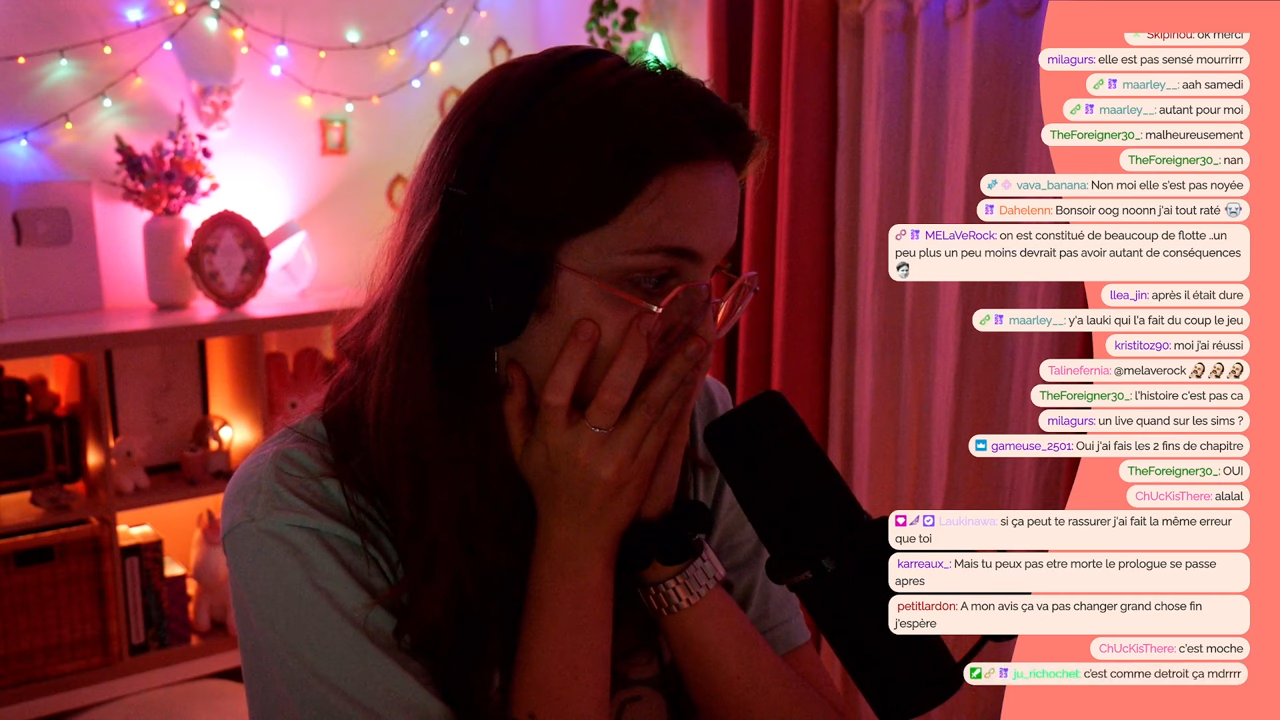 Skipinou: ok merci
milagurs: elle est pas sensé mourrirrr
maarley__: aah samedi
maarley__: autant pour moi
TheForeigner30_: malheureusement
TheForeigner30_: nan
vava_banana: Non moi elle s'est pas noyée
Dahelenn: Bonsoir oog noonn j'ai tout raté
MELaVeRock: on est constitué de beaucoup de flotte ..un
peu plus un peu moins devrait pas avoir autant de conséquences
llea_jin: après il était dure
maarley__: y'a lauki qui l'a fait du coup le jeu
kristitoz90: moi j'ai réussi
Talinefernia: @melaverock
TheForeigner30_: l'histoire c'est pas ca
milagurs: un live quand sur les sims ?
gameuse_2501: Oui j'ai fais les 2 fins de chapitre
TheForeigner30_: OUI
ChUcKisThere: alalal
Laukinawa: si ça peut te rassurer j'ai fait la même erreur
que toi
karreaux_: Mais tu peux pas etre morte le prologue se passe
apres
petitlard0n: A mon avis ça va pas changer grand chose fin
j'espère
ChUcKisThere: c'est moche
ju_richochet: c'est comme detroit ça mdrrrr